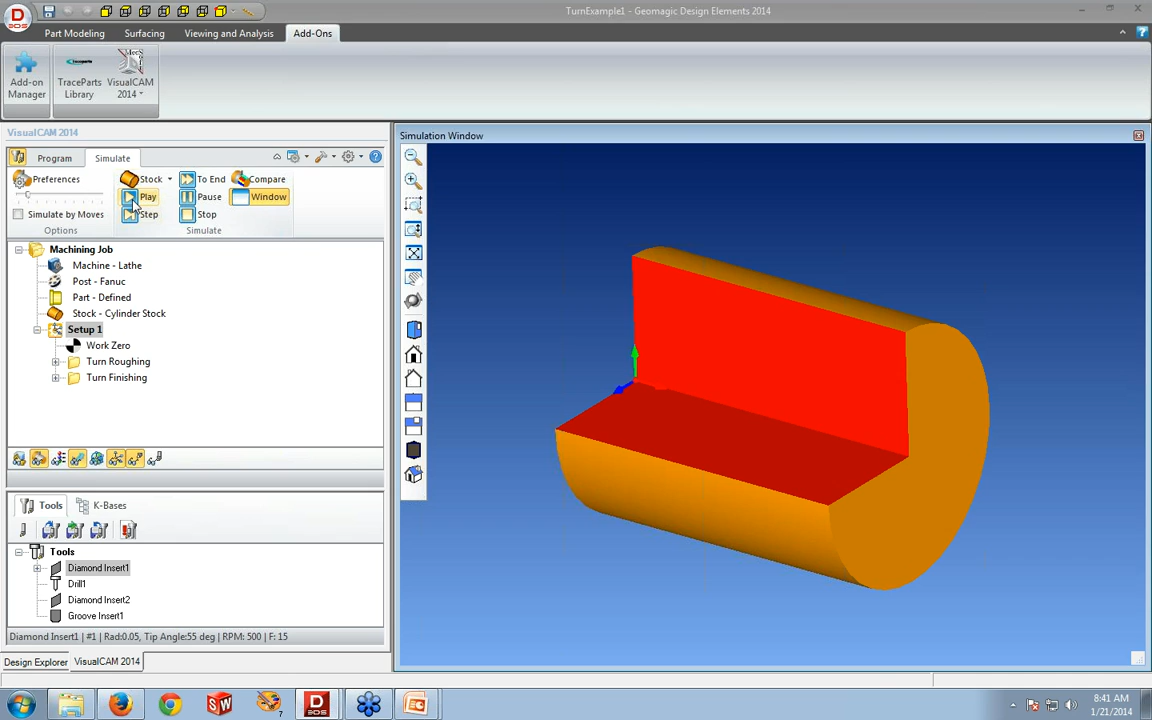 TurnExample1 - Geomagic Design Elements 2014
Part Modeling Surfacing Viewing and Analysis Add-Ons
Add-on Manager
TraceParts Library
VisualCAM 2014
VisualCAM 2014
Program Simulate
Preferences Stock To End Compare
Play Pause Window
Simulate by Moves Step Stop
Options Simulate
Machining Job
Machine - Lathe
Post - Fanuc
Part - Defined
Stock - Cylinder Stock
Setup 1
Work Zero
Turn Roughing
Turn Finishing
Tools K-Bases
Tools
Diamond Insert1
Drill1
Diamond Insert2
Groove Insert1
Diamond Insert1 | #1 | Rad:0.05, Tip Angle:55 deg | RPM: 500 | F: 15
Design Explorer VisualCAM 2014
Simulation Window
8:41 AM
1/21/2014